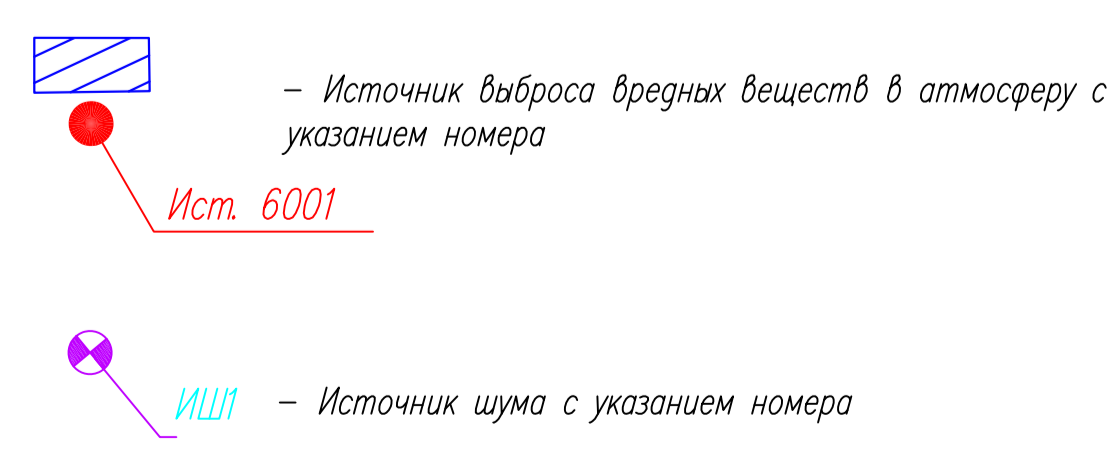 – Источник выброса вредных веществ в атмосферу с
указанием номера
Ист. 6001
ИШ1 – Источник шума с указанием номера